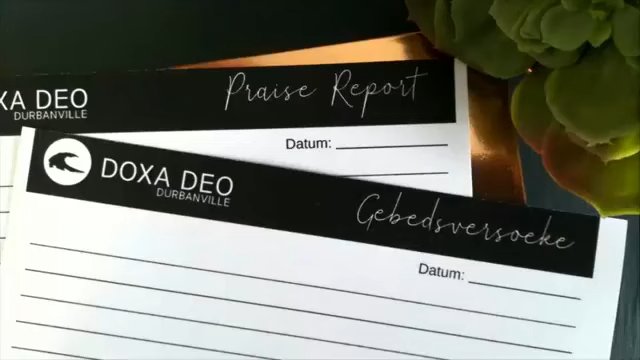 XA DEO
DURBANVILLE
Praise Report
Datum:
DOXA DEO
DURBANVILLE
Gebedsversoeke
Datum: